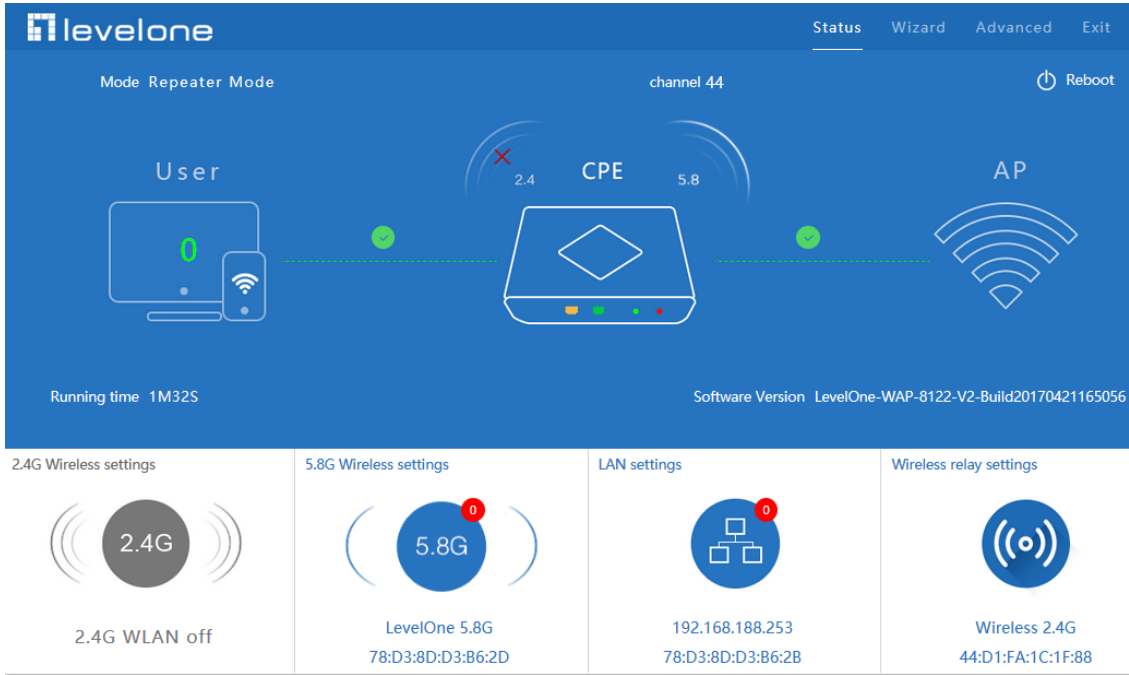 levelone
Status Wizard Advanced Exit
Mode Repeater Mode channel 44 Reboot
User CPE AP
2.4 5.8
0
Running time 1M32S Software Version LevelOne-WAP-8122-V2-Build20170421165056
2.4G Wireless settings 5.8G Wireless settings LAN settings Wireless relay settings
0 0
2.4G 5.8G
2.4G WLAN off LevelOne 5.8G 192.168.188.253 Wireless 2.4G
78:D3:8D:D3:B6:2D 78:D3:8D:D3:B6:2B 44:D1:FA:1C:1F:88